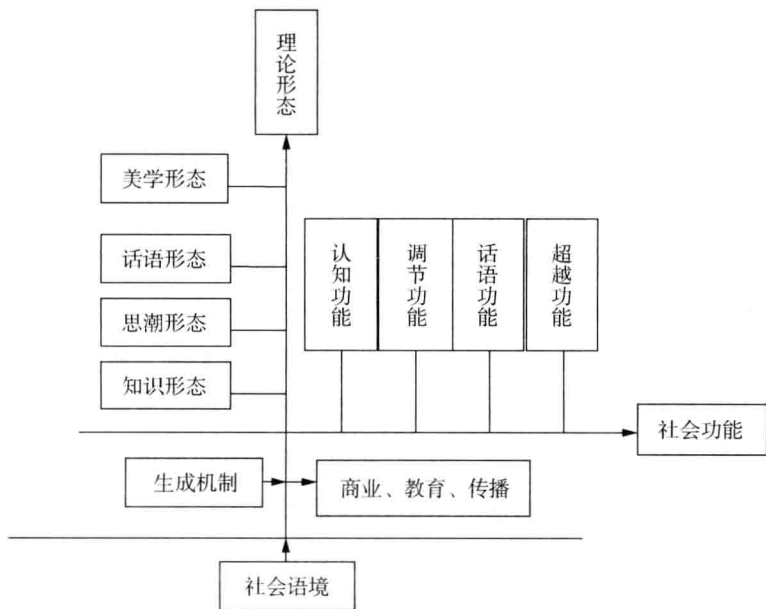 理论形态
美学形态
话语形态
思潮形态
知识形态
认知功能
调节功能
话语功能
超越功能
社会功能
生成机制
商业、教育、传播
社会语境